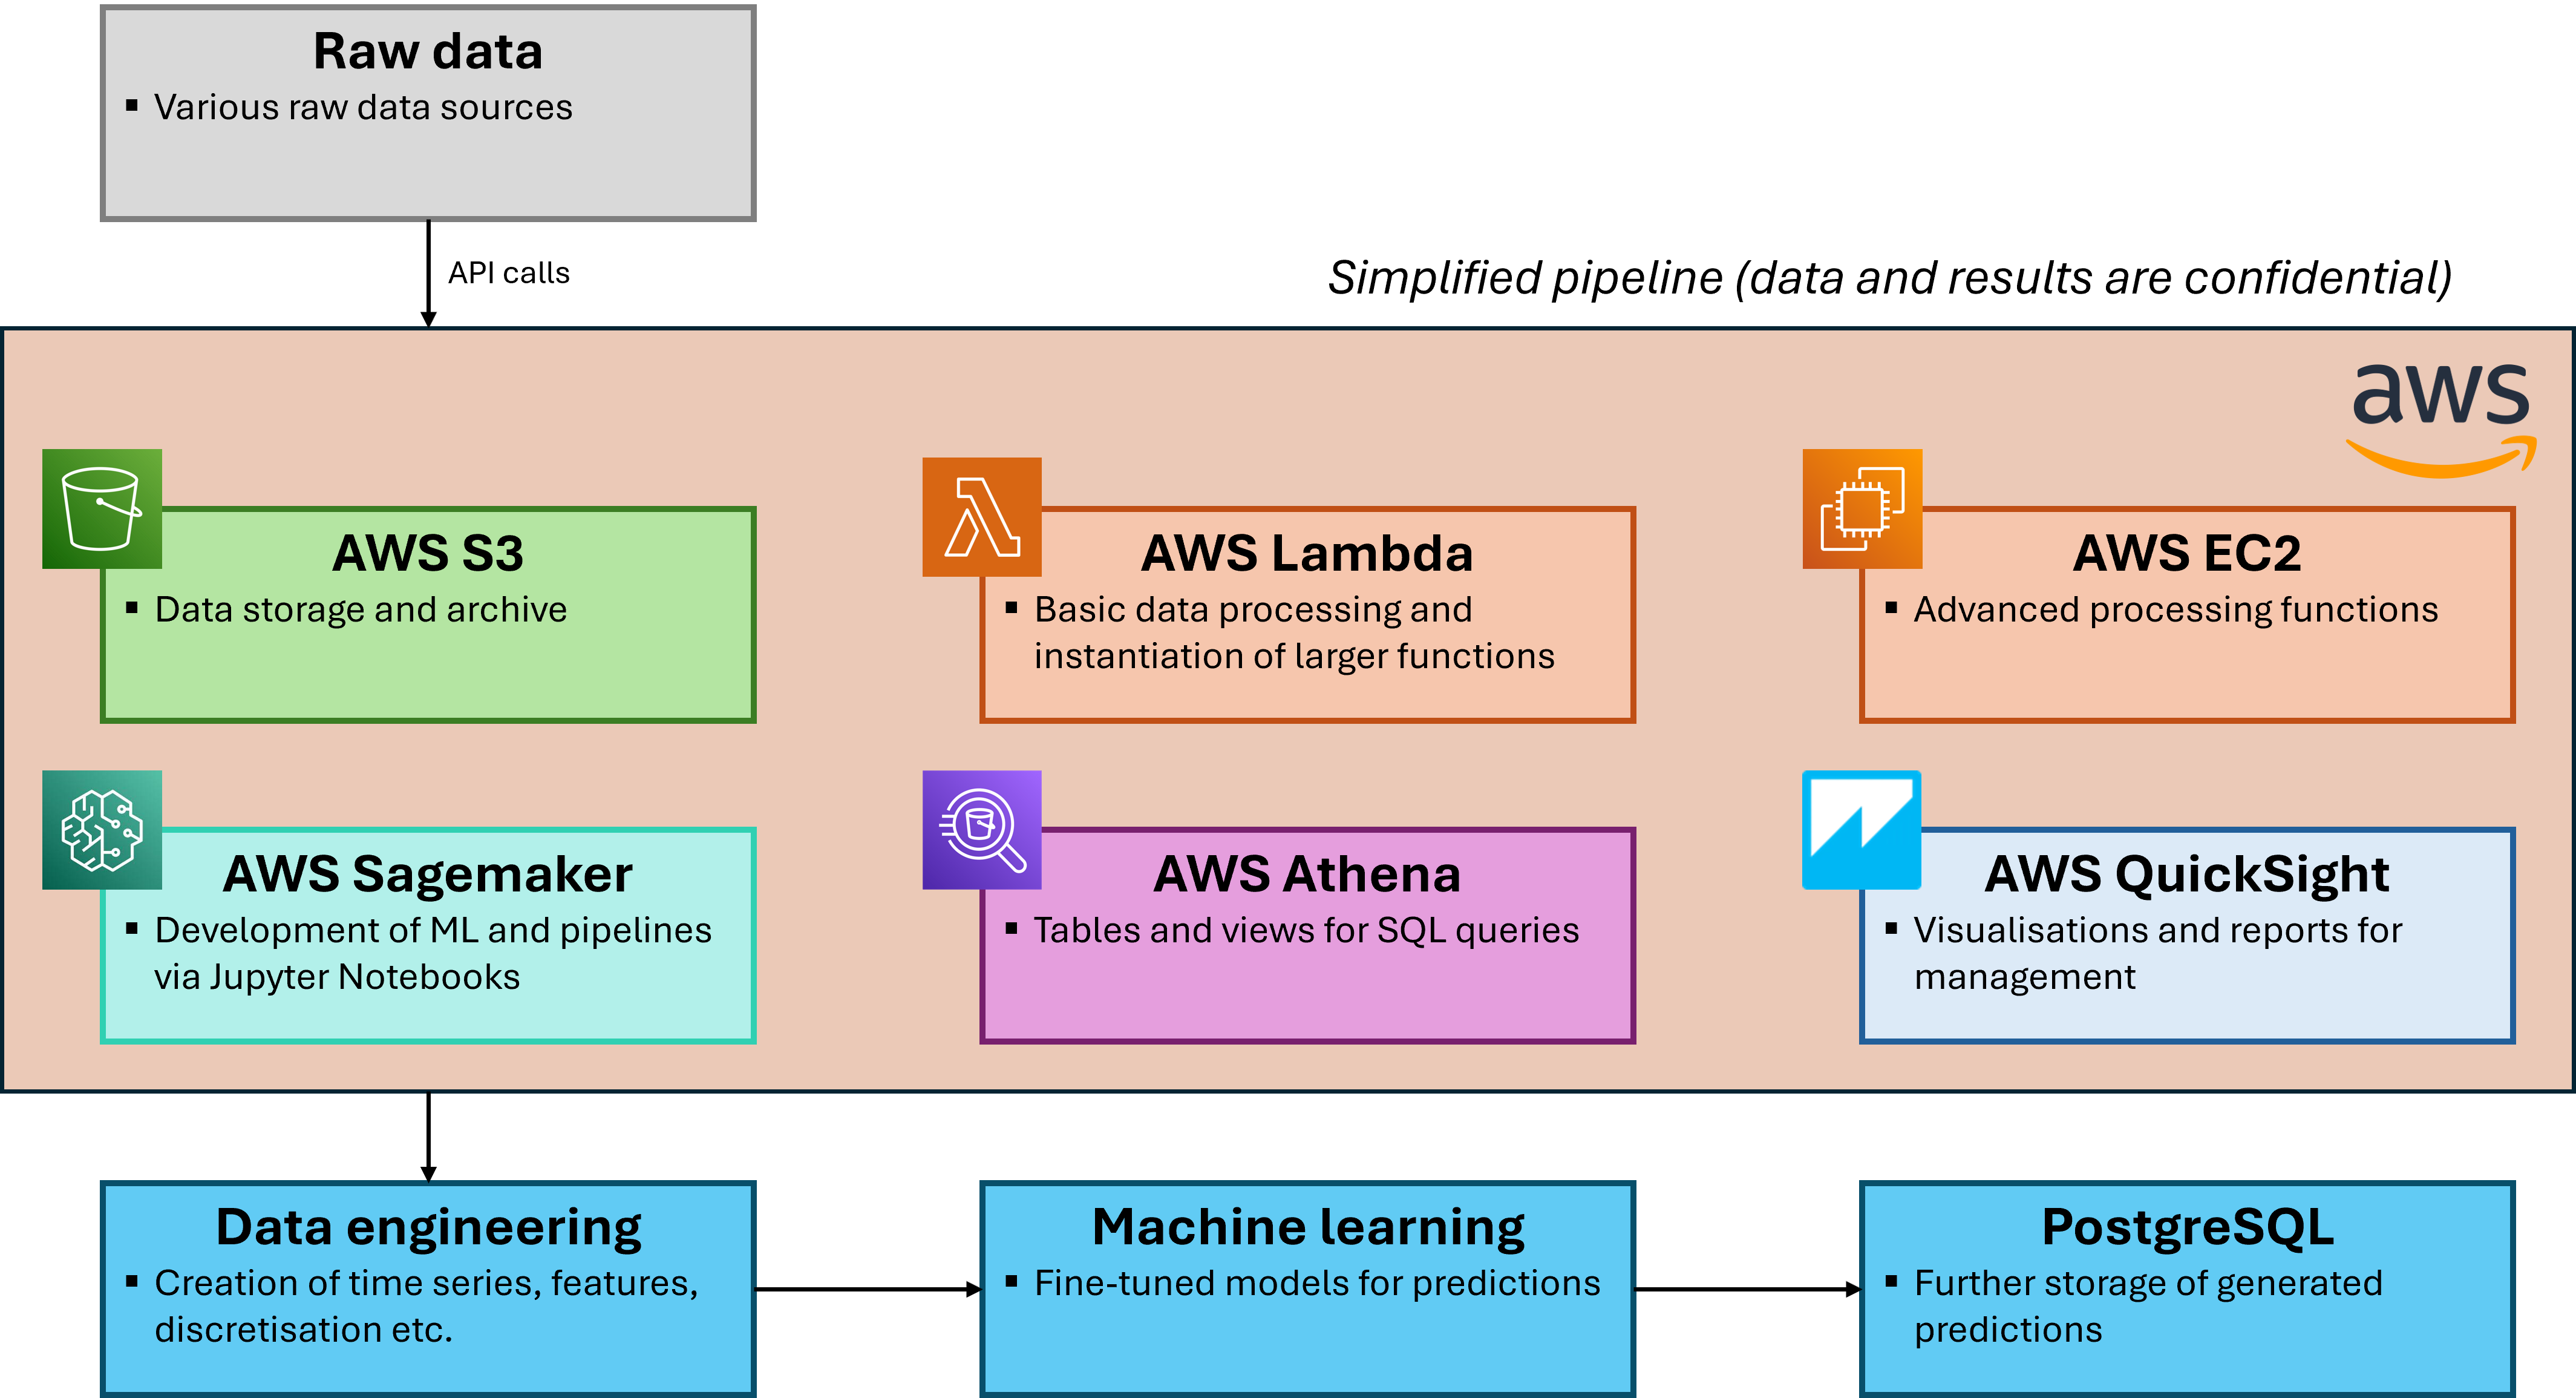 Raw data
▪ Various raw data sources
API calls
Simplified pipeline (data and results are confidential)
aws
AWS S3
▪ Data storage and archive
AWS Lambda
▪ Basic data processing and
instantiation of larger functions
AWS EC2
▪ Advanced processing functions
AWS Sagemaker
▪ Development of ML and pipelines
via Jupyter Notebooks
AWS Athena
▪ Tables and views for SQL queries
AWS QuickSight
▪ Visualisations and reports for
management
Data engineering
▪ Creation of time series, features,
discretisation etc.
Machine learning
▪ Fine-tuned models for predictions
PostgreSQL
▪ Further storage of generated
predictions